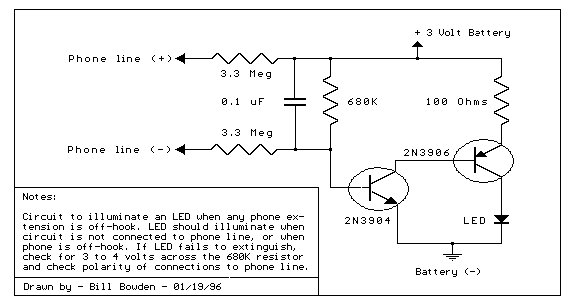 + 3 Volt Battery
Phone line (+)
3.3 Meg
0.1 uF
680K
100 Ohms
3.3 Meg
Phone line (-)
2N3906
2N3904
LED
Battery (-)
Notes:
Circuit to illuminate an LED when any phone ex-
tension is off-hook. LED should illuminate when
circuit is not connected to phone line, or when
phone is off-hook. If LED fails to extinguish,
check for 3 to 4 volts across the 680K resistor
and check polarity of connections to phone line.
Drawn by - Bill Bowden - 01/19/96